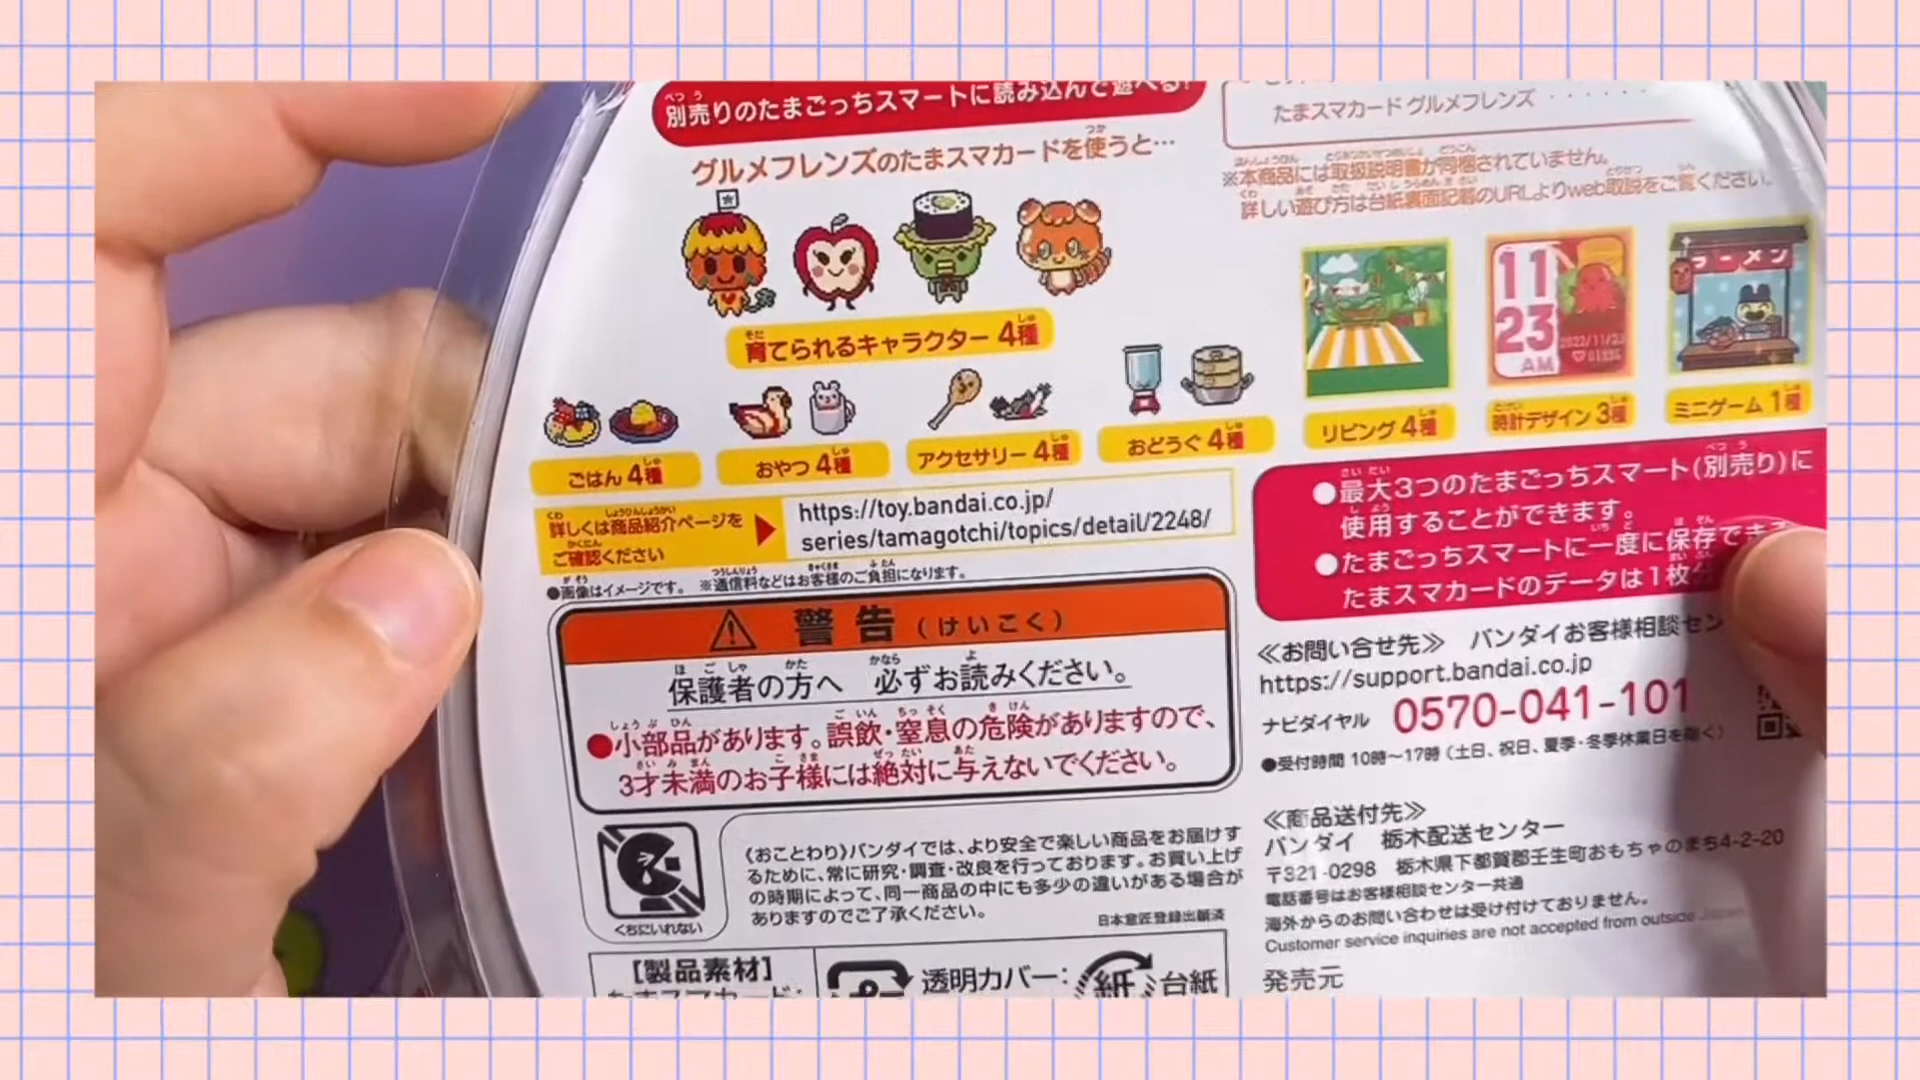 別売りのたまごっちスマートに読み込んで遊べる!
グルメフレンズのたまスマカードを使うと…
育てられるキャラクター 4種
ごはん 4種
おやつ 4種
アクセサリー 4種
おどうぐ 4種
詳しくは商品紹介ページを
ご確認ください
https://toy.bandai.co.jp/
series/tamagotchi/topics/detail/2248/
●画像はイメージです。 ※通信料などはお客様のご負担になります。
警告(けいこく)
保護者の方へ 必ずお読みください。
●小部品があります。誤飲・窒息の危険がありますので、
3才未満のお子様には絶対に与えないでください。
くちにいれない
《おことわり》バンダイでは、より安全で楽しい商品をお届けす
るために、常に研究・調査・改良を行っております。お買い上げ
の時期によって、同一商品の中にも多少の違いがある場合が
ありますのでご了承ください。
日本意匠登録出願済
[製品素材]
たまスマカード:
透明カバー:
紙
台紙
たまスマカード グルメフレンズ ······
※本商品には取扱説明書が同梱されていません。
詳しい遊び方は台紙裏面記載のURLよりweb取説をご覧ください。
11
23
AM
2022/11/23
ラーメン
リビング 4種
時計デザイン 3種
ミニゲーム 1種
●最大3つのたまごっちスマート(別売り)に
使用することができます。
●たまごっちスマートに一度に保存できる
たまスマカードのデータは1枚分
≪お問い合せ先≫ バンダイお客様相談セン
https://support.bandai.co.jp
ナビダイヤル 0570-041-101
●受付時間 10時~17時 (土日、祝日、夏季・冬季休業日を除く)
≪商品送付先≫
バンダイ 栃木配送センター
〒321-0298 栃木県下都賀郡壬生町おもちゃのまち4-2-20
電話番号はお客様相談センター共通
海外からのお問い合わせは受け付けておりません。
Customer service inquiries are not accepted from outside Japan
発売元